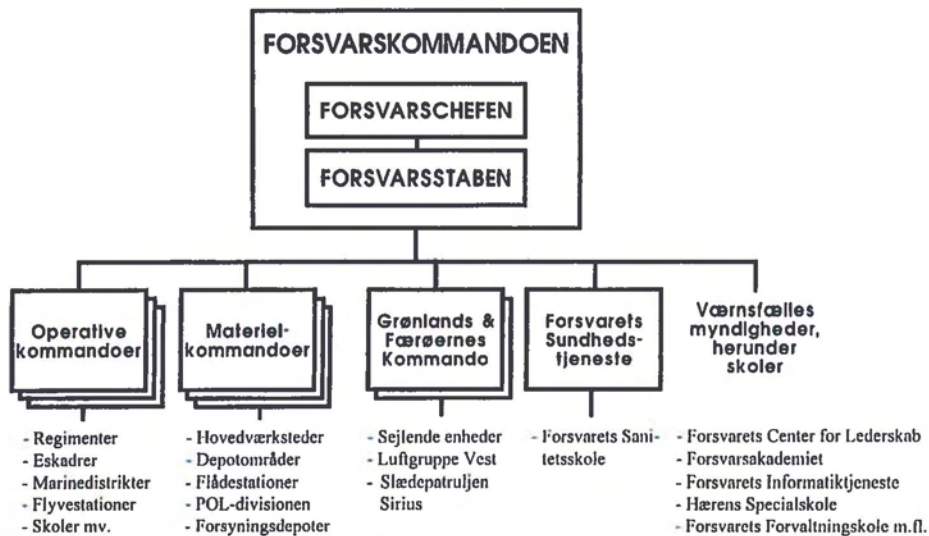 FORSVARSKOMMANDOEN
FORSVARSCHEFEN
FORSVARSSTABEN
Operative
kommandoer
Materiel-
kommandoer
Grønlands &
Færøernes
Kommando
Forsvarets
Sundheds-
tjeneste
Værnsfælles
myndigheder,
herunder
skoler
- Regimenter
- Eskadrer
- Marinedistrikter
- Flyvestationer
- Skoler mv.
- Hovedværksteder
- Depotområder
- Flådestationer
- POL-divisionen
- Forsyningsdepoter
- Sejlende enheder
- Luftgruppe Vest
- Slædepatruljen
Sirius
- Forsvarets Sani-
tetsskole
- Forsvarets Center for Lederskab
- Forsvarsakademiet
- Forsvarets Informatiktjeneste
- Hærens Specialskole
- Forsvarets Forvaltningskole m.fl.